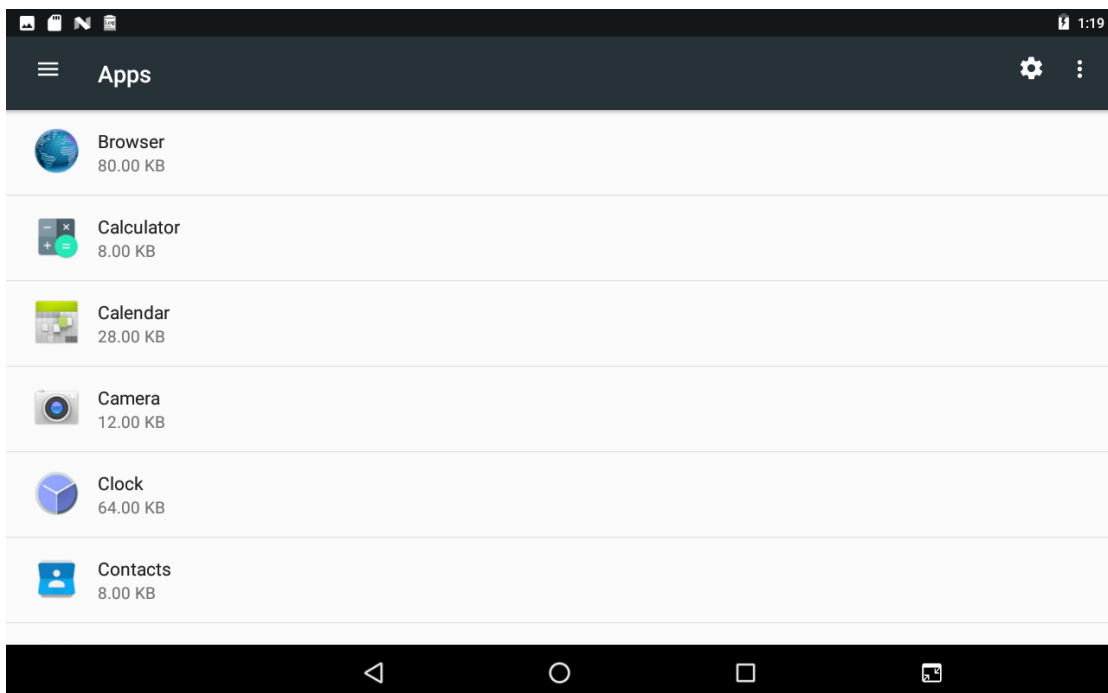 1:19
Apps
Browser
80.00 KB
Calculator
8.00 KB
Calendar
28.00 KB
Camera
12.00 KB
Clock
64.00 KB
Contacts
8.00 KB